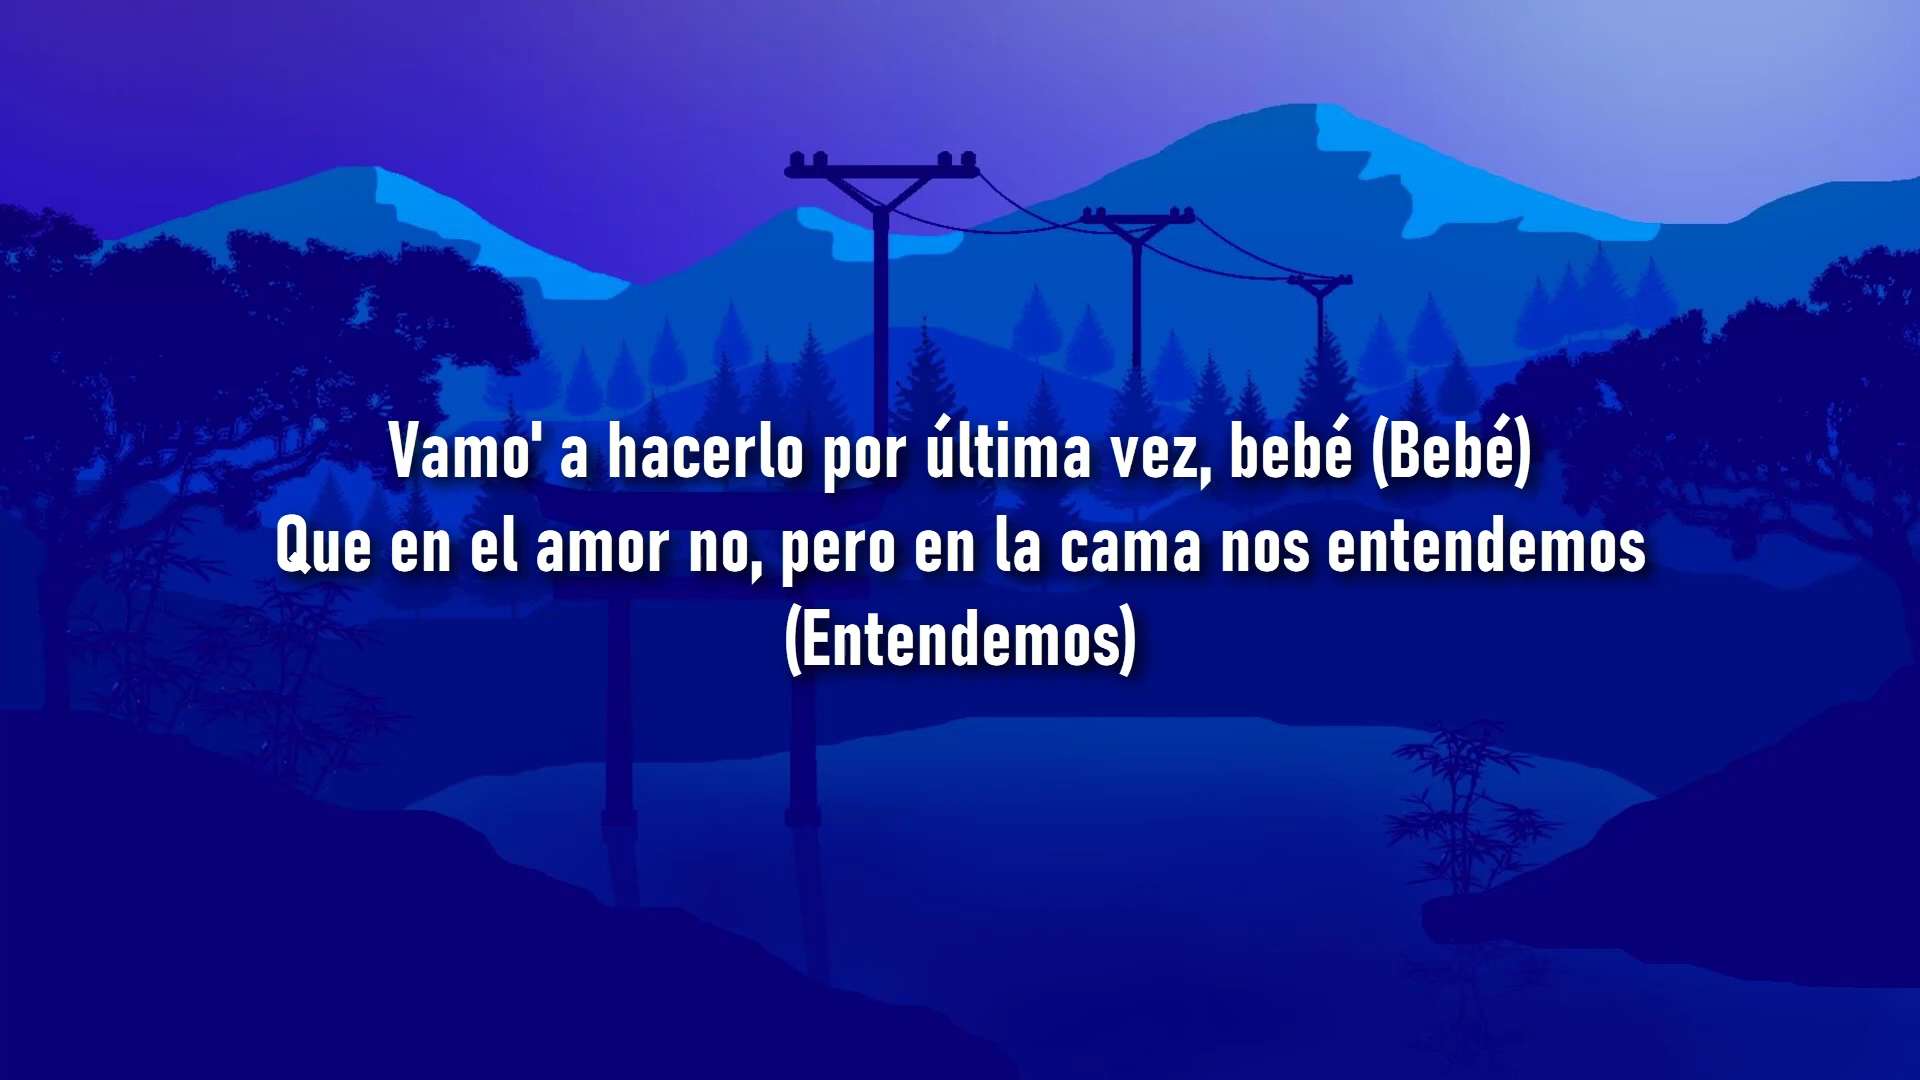 Vamo' a hacerlo por última vez, bebé (Bebé)
Que en el amor no, pero en la cama nos entendemos
(Entendemos)